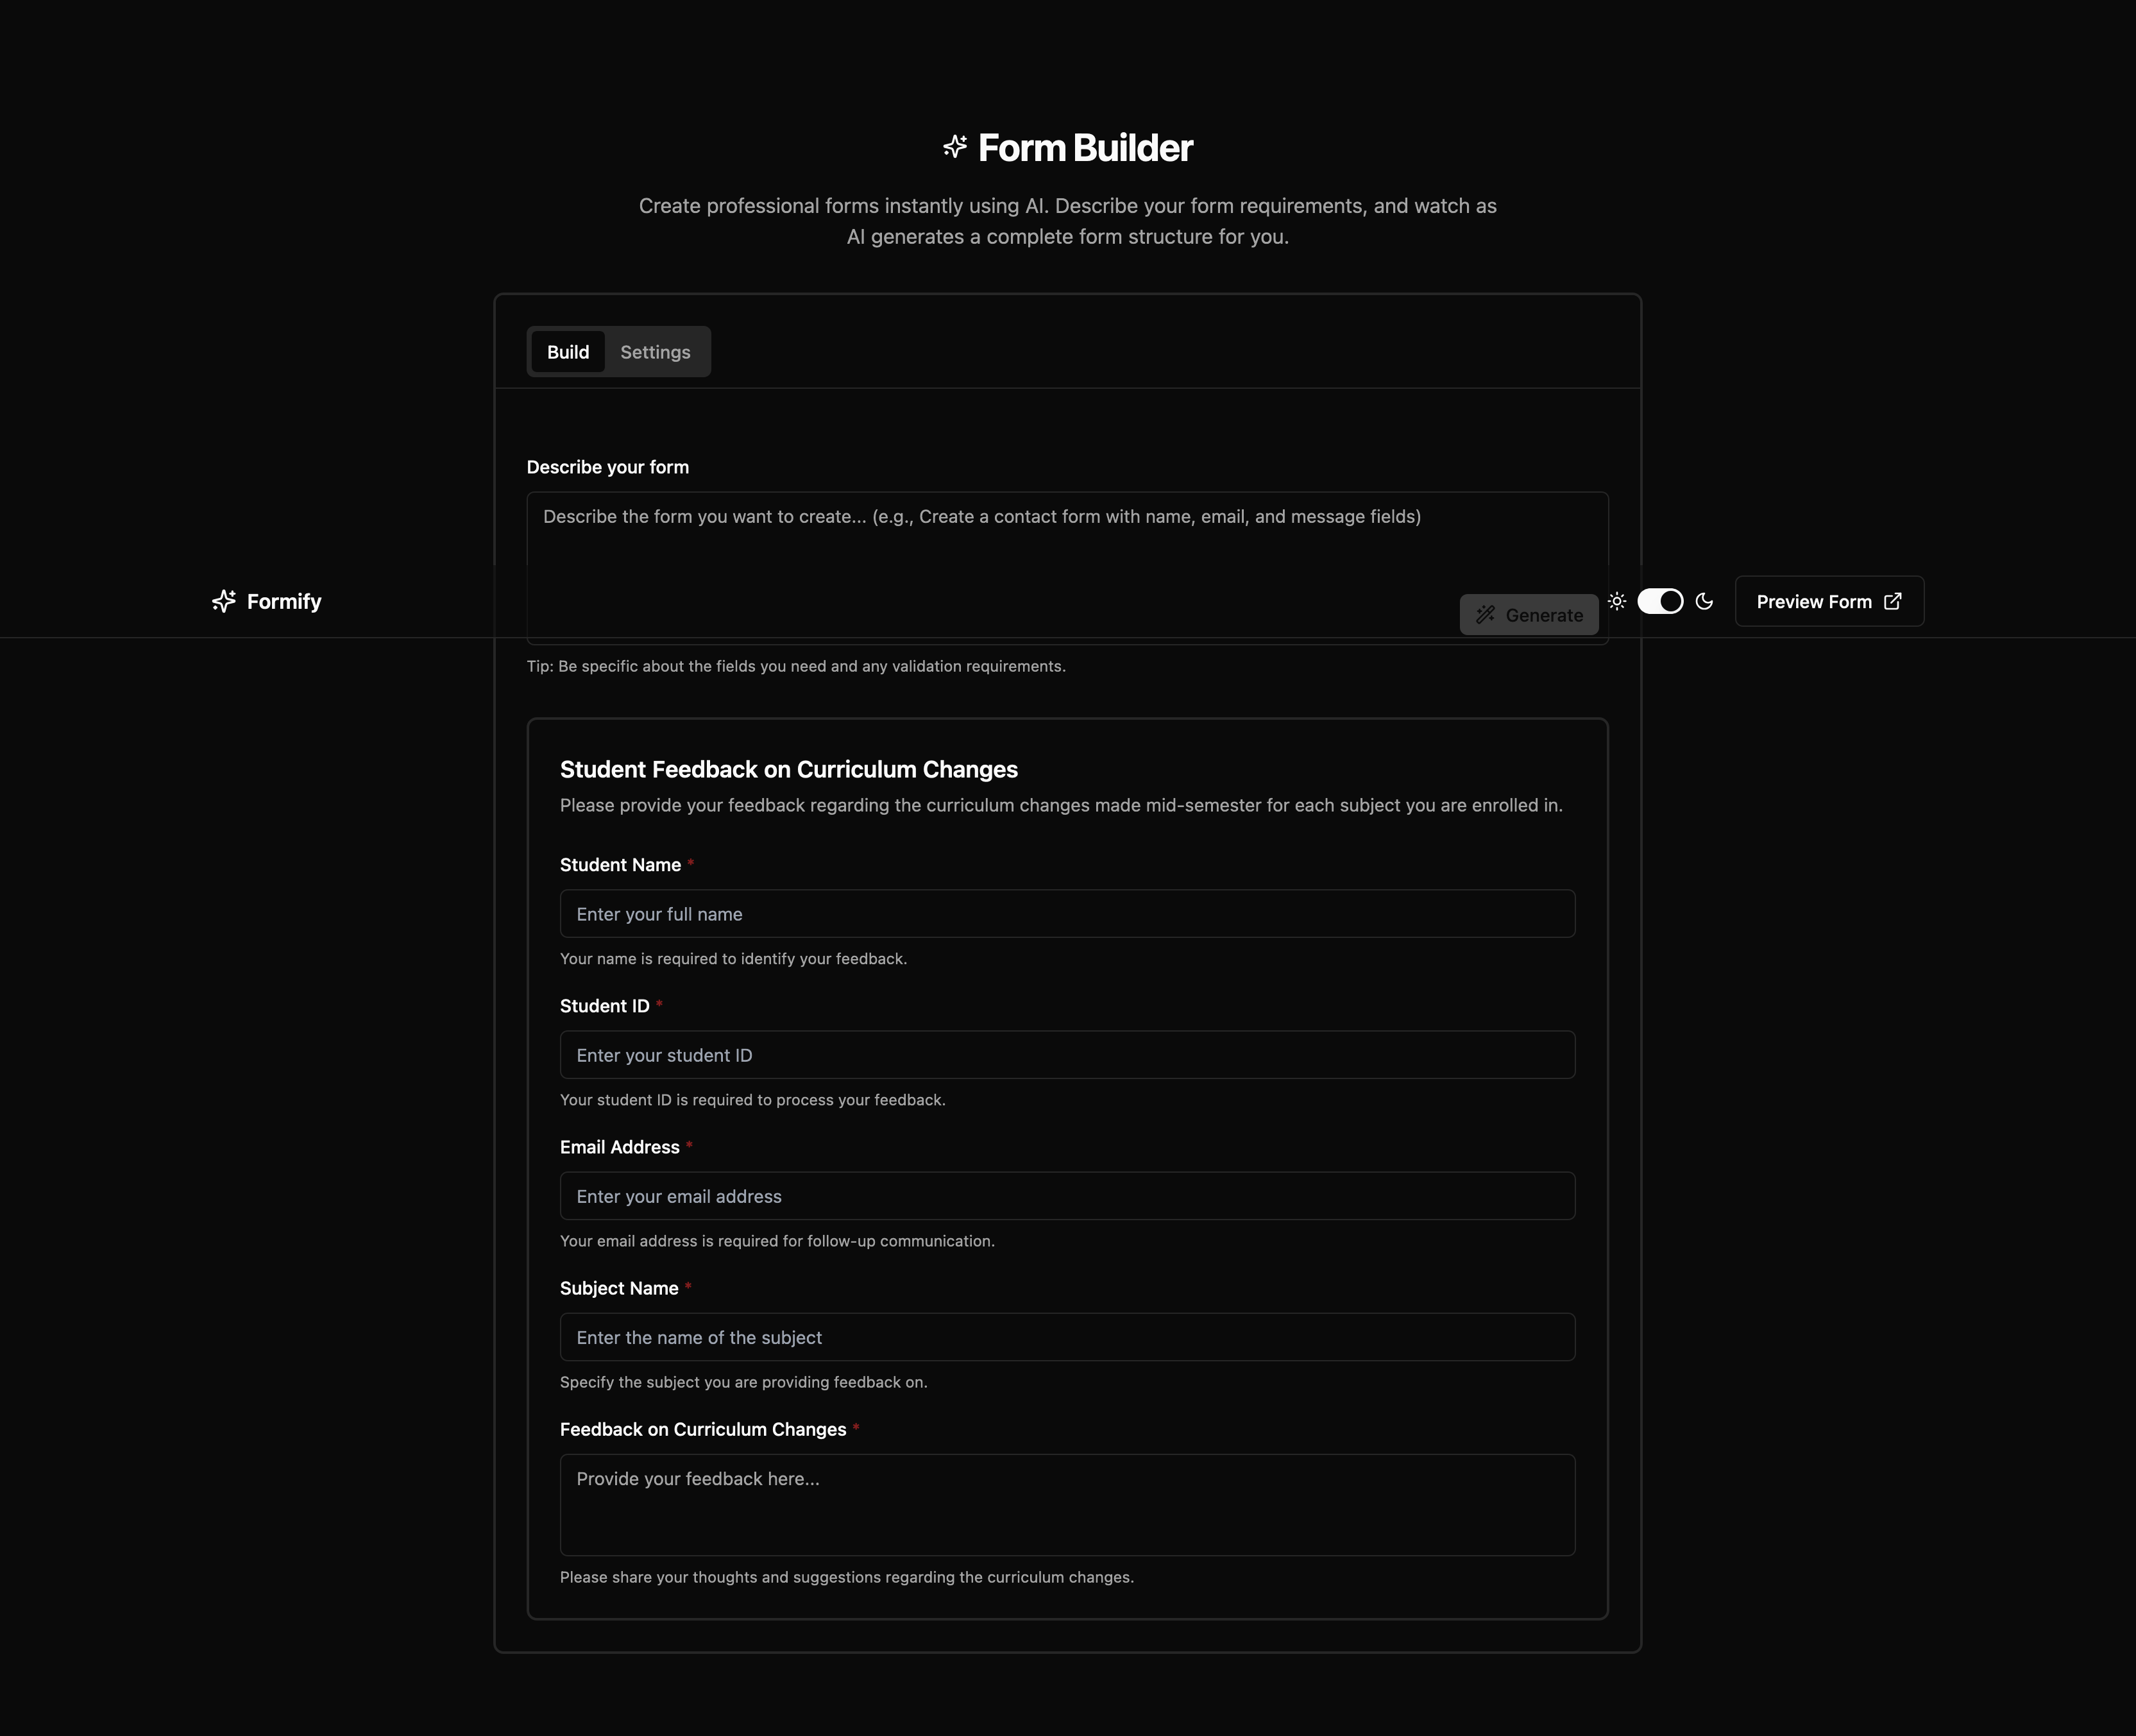 Form Builder
Create professional forms instantly using AI. Describe your form requirements, and watch as
AI generates a complete form structure for you.
Build
Settings
Describe your form
Describe the form you want to create... (e.g., Create a contact form with name, email, and message fields)
Formify
Generate
Preview Form
Tip: Be specific about the fields you need and any validation requirements.
Student Feedback on Curriculum Changes
Please provide your feedback regarding the curriculum changes made mid-semester for each subject you are enrolled in.
Student Name *
Enter your full name
Your name is required to identify your feedback.
Student ID *
Enter your student ID
Your student ID is required to process your feedback.
Email Address *
Enter your email address
Your email address is required for follow-up communication.
Subject Name *
Enter the name of the subject
Specify the subject you are providing feedback on.
Feedback on Curriculum Changes *
Provide your feedback here...
Please share your thoughts and suggestions regarding the curriculum changes.